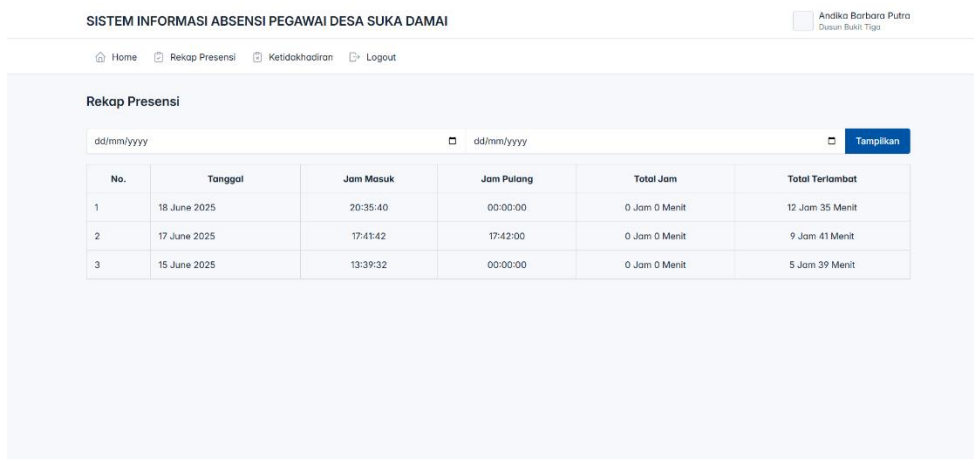 SISTEM INFORMASI ABSENSI PEGAWAI DESA SUKA DAMAI
Andika Barbara Putra
Dusun Bukit Tiga
Home Rekap Presensi Ketidakhadiran Logout
Rekap Presensi
dd/mm/yyyy dd/mm/yyyy Tampilkan
No. Tanggal Jam Masuk Jam Pulang Total Jam Total Terlambat
1 18 June 2025 20:35:40 00:00:00 0 Jam 0 Menit 12 Jam 35 Menit
2 17 June 2025 17:41:42 17:42:00 0 Jam 0 Menit 9 Jam 41 Menit
3 15 June 2025 13:39:32 00:00:00 0 Jam 0 Menit 5 Jam 39 Menit